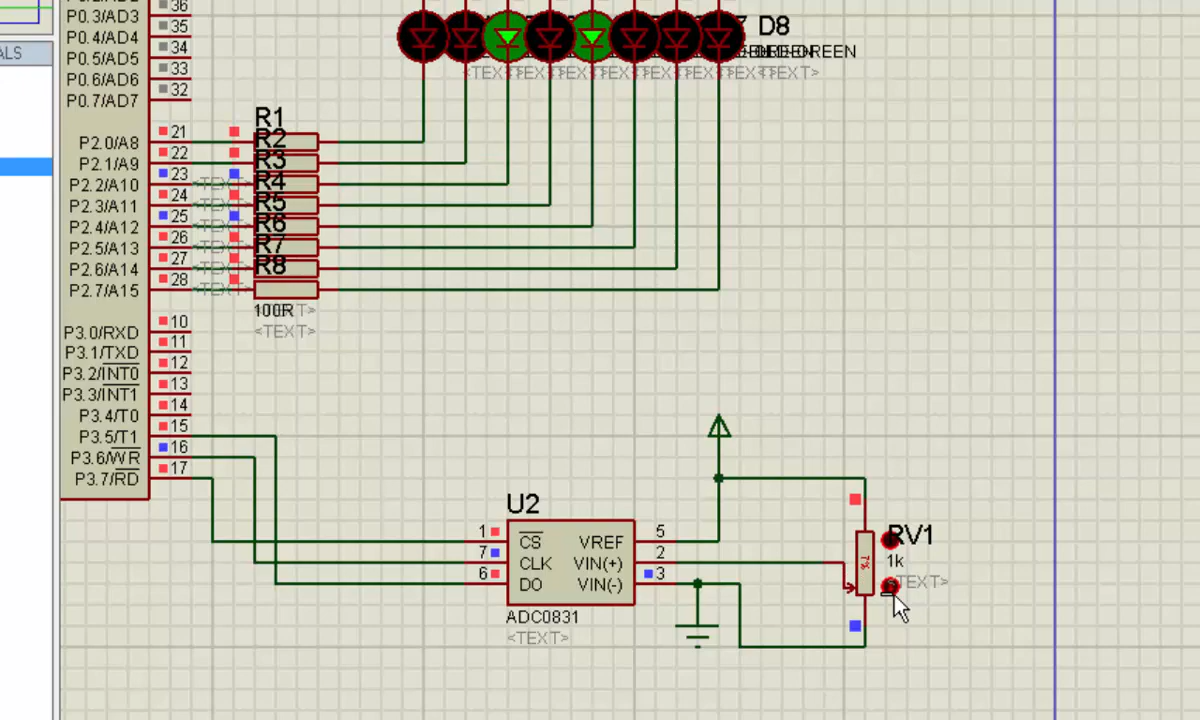 ALS
P0.3/AD3
P0.4/AD4
P0.5/AD5
P0.6/AD6
P0.7/AD7
36
35
34
33
32
P2.0/A8
P2.1/A9
P2.2/A10
P2.3/A11
P2.4/A12
P2.5/A13
P2.6/A14
P2.7/A15
21
22
23
24
25
26
27
28
P3.0/RXD
P3.1/TXD
P3.2/INT0
P3.3/INT1
P3.4/T0
P3.5/T1
P3.6/WR
P3.7/RD
10
11
12
13
14
15
16
17
R1
R2
R3
R4
R5
R6
R7
R8
100R
<TEXT>
D8
<TEXT>
U2
1 CS VREF 5
7 CLK VIN(+) 2
6 DO VIN(-) 3
ADC0831
<TEXT>
RV1
1k
TEXT>